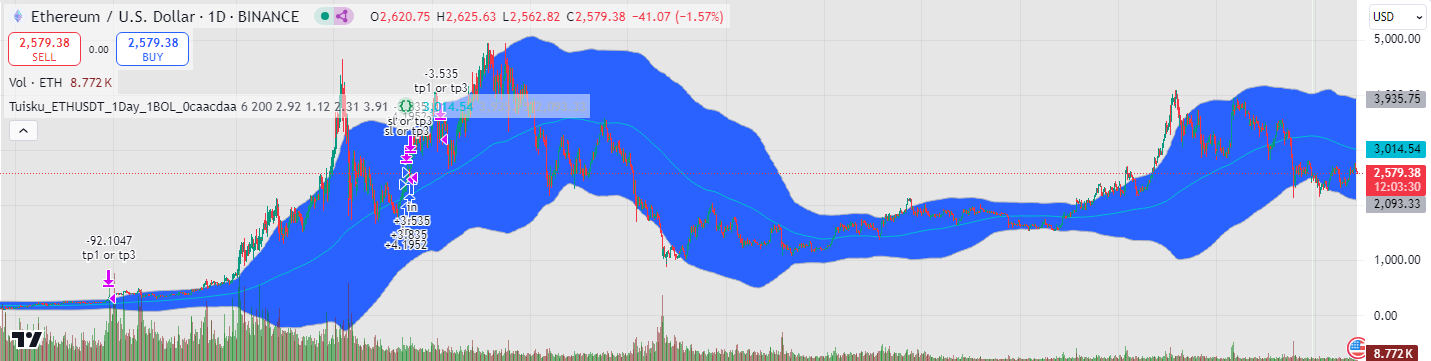 Ethereum / U.S. Dollar · 1D · BINANCE O2,620.75 H2,625.63 L2,562.82 C2,579.38 −41.07 (−1.57%)
USD
2,579.38
SELL
0.00
2,579.38
BUY
5,000.00
Vol · ETH 8.772 K
-3.535
tp1 or tp3
Tuisku_ETHUSDT_1Day_1BOL_0caacdaa 6 200 2.92 1.12 2.31 3.91 3,014.54
3,935.75
sl or tp3
sl or tp3
3,014.54
2,579.38
12:03:30
2,093.33
in
+3.535
+3.835
+4.1952
-92.1047
tp1 or tp3
1,000.00
0.00
8.772 K